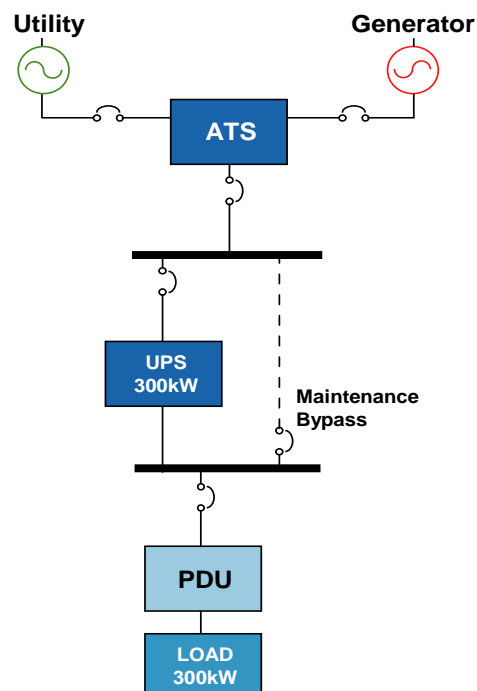 Utility
Generator
ATS
UPS
300kW
Maintenance
Bypass
PDU
LOAD
300kW